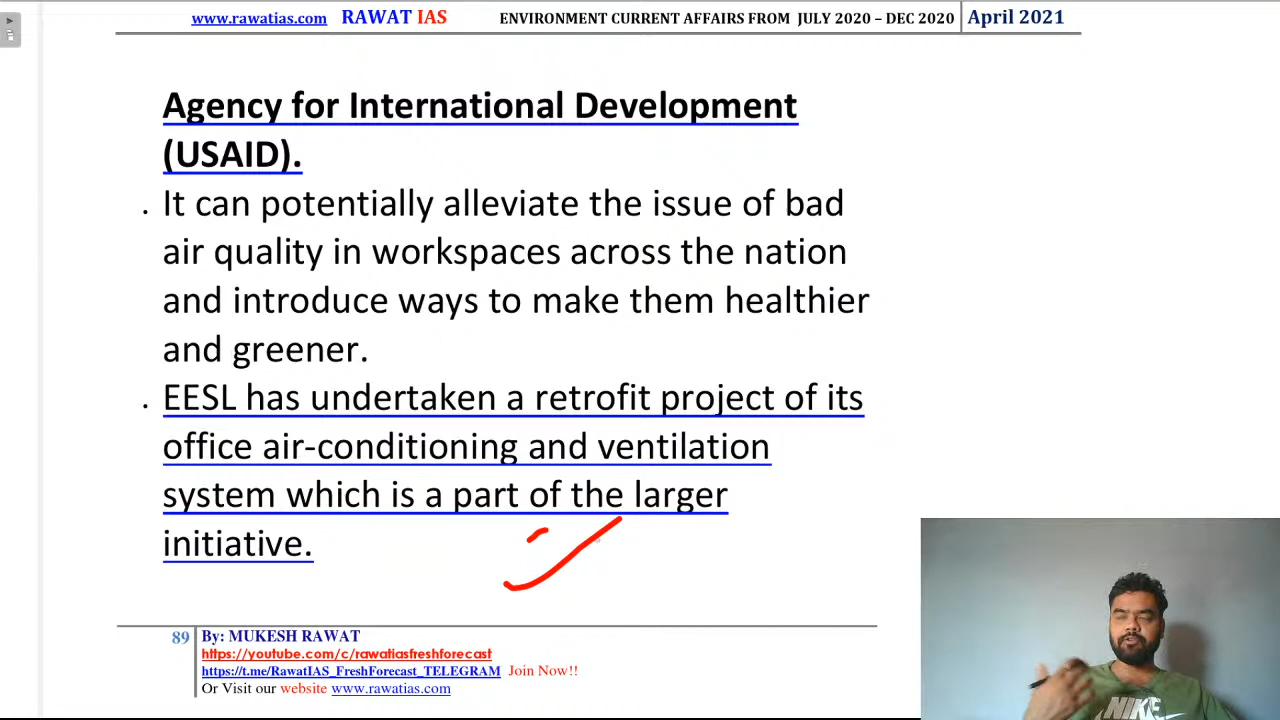 www.rawatias.com RAWAT IAS ENVIRONMENT CURRENT AFFAIRS FROM JULY 2020 – DEC 2020 April 2021
Agency for International Development
(USAID).
• It can potentially alleviate the issue of bad
air quality in workspaces across the nation
and introduce ways to make them healthier
and greener.
• EESL has undertaken a retrofit project of its
office air-conditioning and ventilation
system which is a part of the larger
initiative.
89 By: MUKESH RAWAT
https://youtube.com/c/rawatiasfreshforecast
https://t.me/RawatIAS_FreshForecast_TELEGRAM Join Now!!
Or Visit our website www.rawatias.com
NIKE